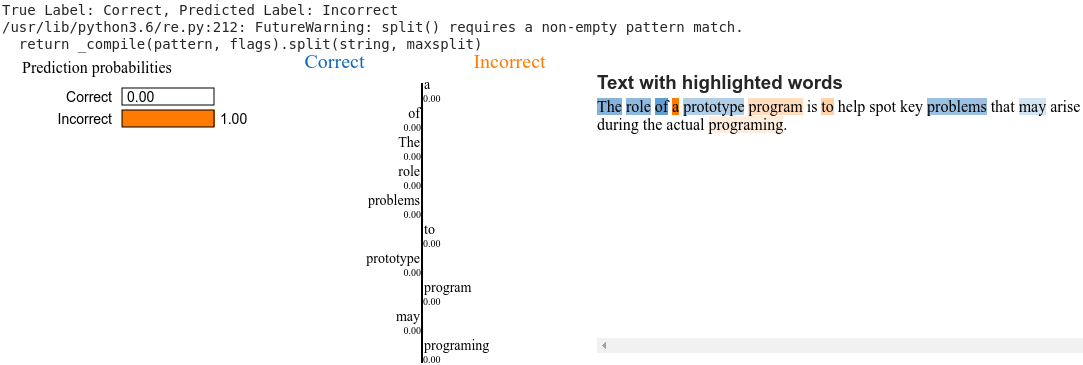 True Label: Correct, Predicted Label: Incorrect
/usr/lib/python3.6/re.py:212: FutureWarning: split() requires a non-empty pattern match.
  return _compile(pattern, flags).split(string, maxsplit)
Prediction probabilities
Correct 0.00
Incorrect 1.00
Correct Incorrect
a
0.00
of
0.00
The
0.00
role
0.00
problems
0.00
to
0.00
prototype
0.00
program
0.00
may
0.00
programing
0.00
Text with highlighted words
The role of a prototype program is to help spot key problems that may arise
during the actual programing.